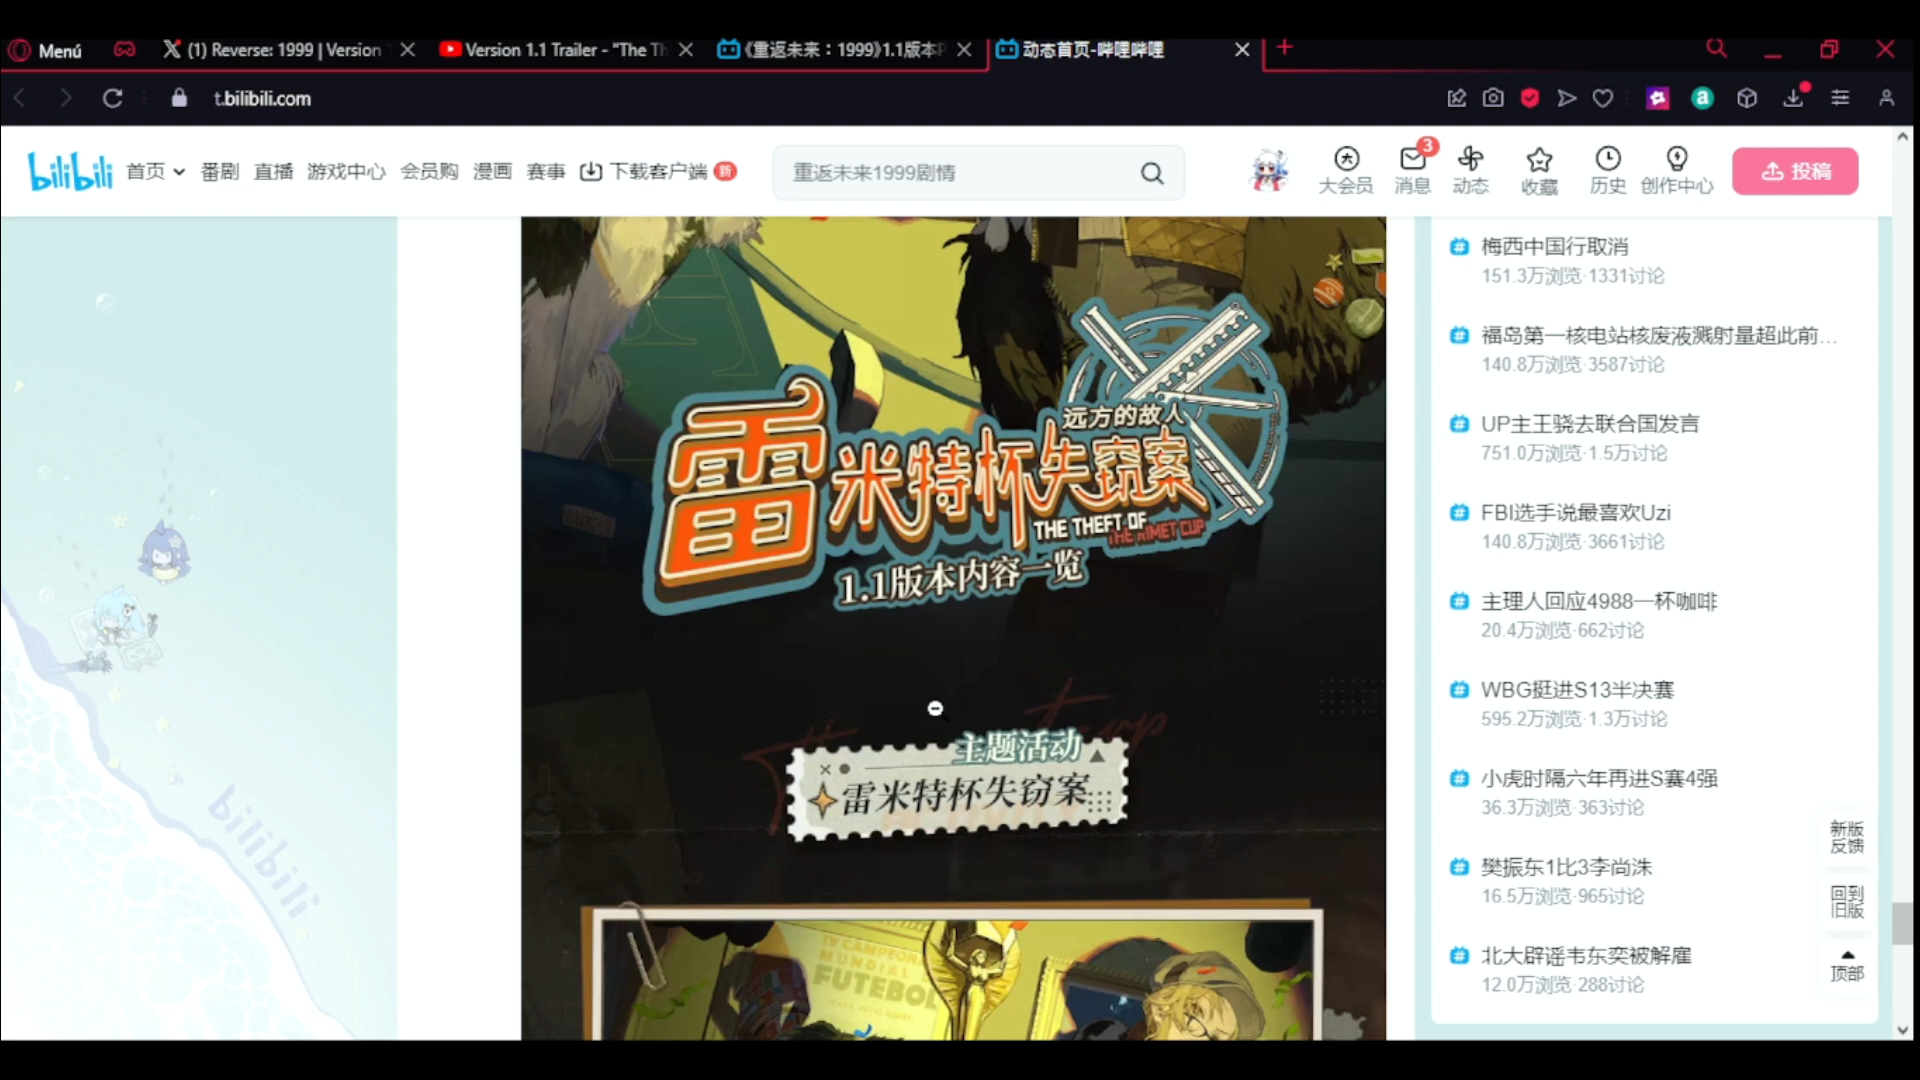 Menú
(1) Reverse: 1999 | Version
Version 1.1 Trailer - "The Th
《重返未来：1999》1.1版本P
动态首页-哔哩哔哩
t.bilibili.com
bilibili
首页
番剧
直播
游戏中心
会员购
漫画
赛事
下载客户端
新
重返未来1999剧情
大会员
3
消息
动态
收藏
历史
创作中心
投稿
远方的故人
雷米特杯失窃案
THE THEFT OF
THE RIMET CUP
1.1版本内容一览
主题活动
雷米特杯失窃案
IV CAMPEON
MUNDIAL
FUTEBOL
bilibili
梅西中国行取消
151.3万浏览·1331讨论
福岛第一核电站核废液溅射量超此前...
140.8万浏览·3587讨论
UP主王骁去联合国发言
751.0万浏览·1.5万讨论
FBI选手说最喜欢Uzi
140.8万浏览·3661讨论
主理人回应4988一杯咖啡
20.4万浏览·662讨论
WBG挺进S13半决赛
595.2万浏览·1.3万讨论
小虎时隔六年再进S赛4强
36.3万浏览·363讨论
樊振东1比3李尚洙
16.5万浏览·965讨论
北大辟谣韦东奕被解雇
12.0万浏览·288讨论
新版
反馈
回到
旧版
顶部